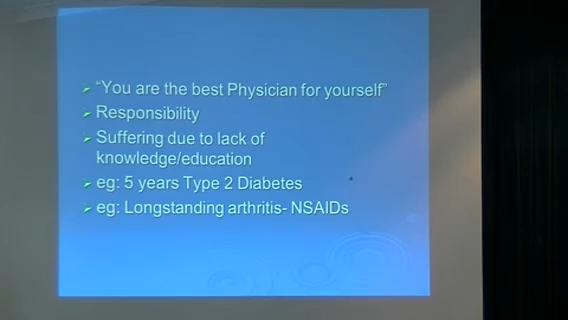 “You are the best Physician for yourself”
Responsibility
Suffering due to lack of
knowledge/education
eg: 5 years Type 2 Diabetes
eg: Longstanding arthritis- NSAIDs